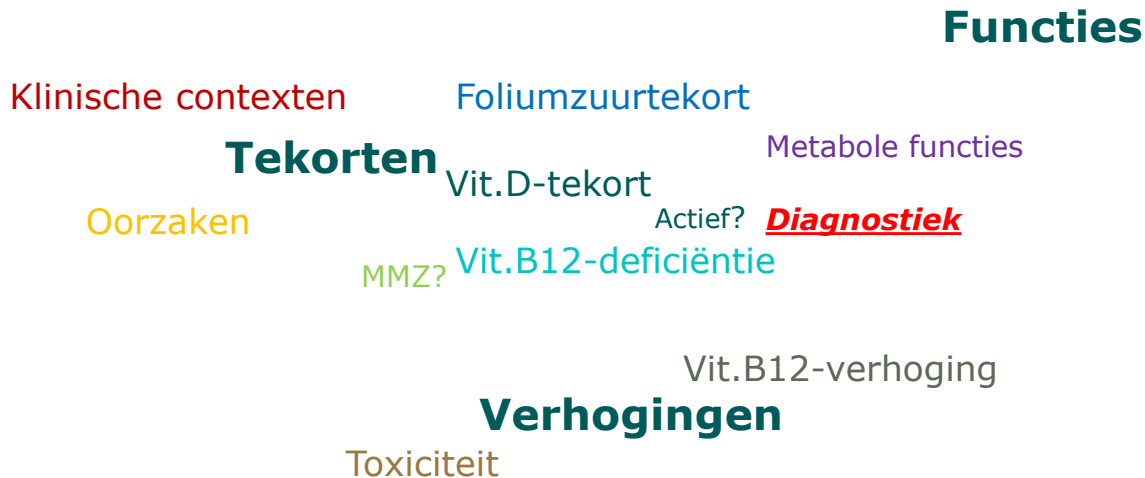 Functies
Klinische contexten
Foliumzuurtekort
Tekorten
Metabole functies
Vit.D-tekort
Oorzaken
Actief?
Diagnostiek
MMZ?
Vit.B12-deficiëntie
Vit.B12-verhoging
Verhogingen
Toxiciteit